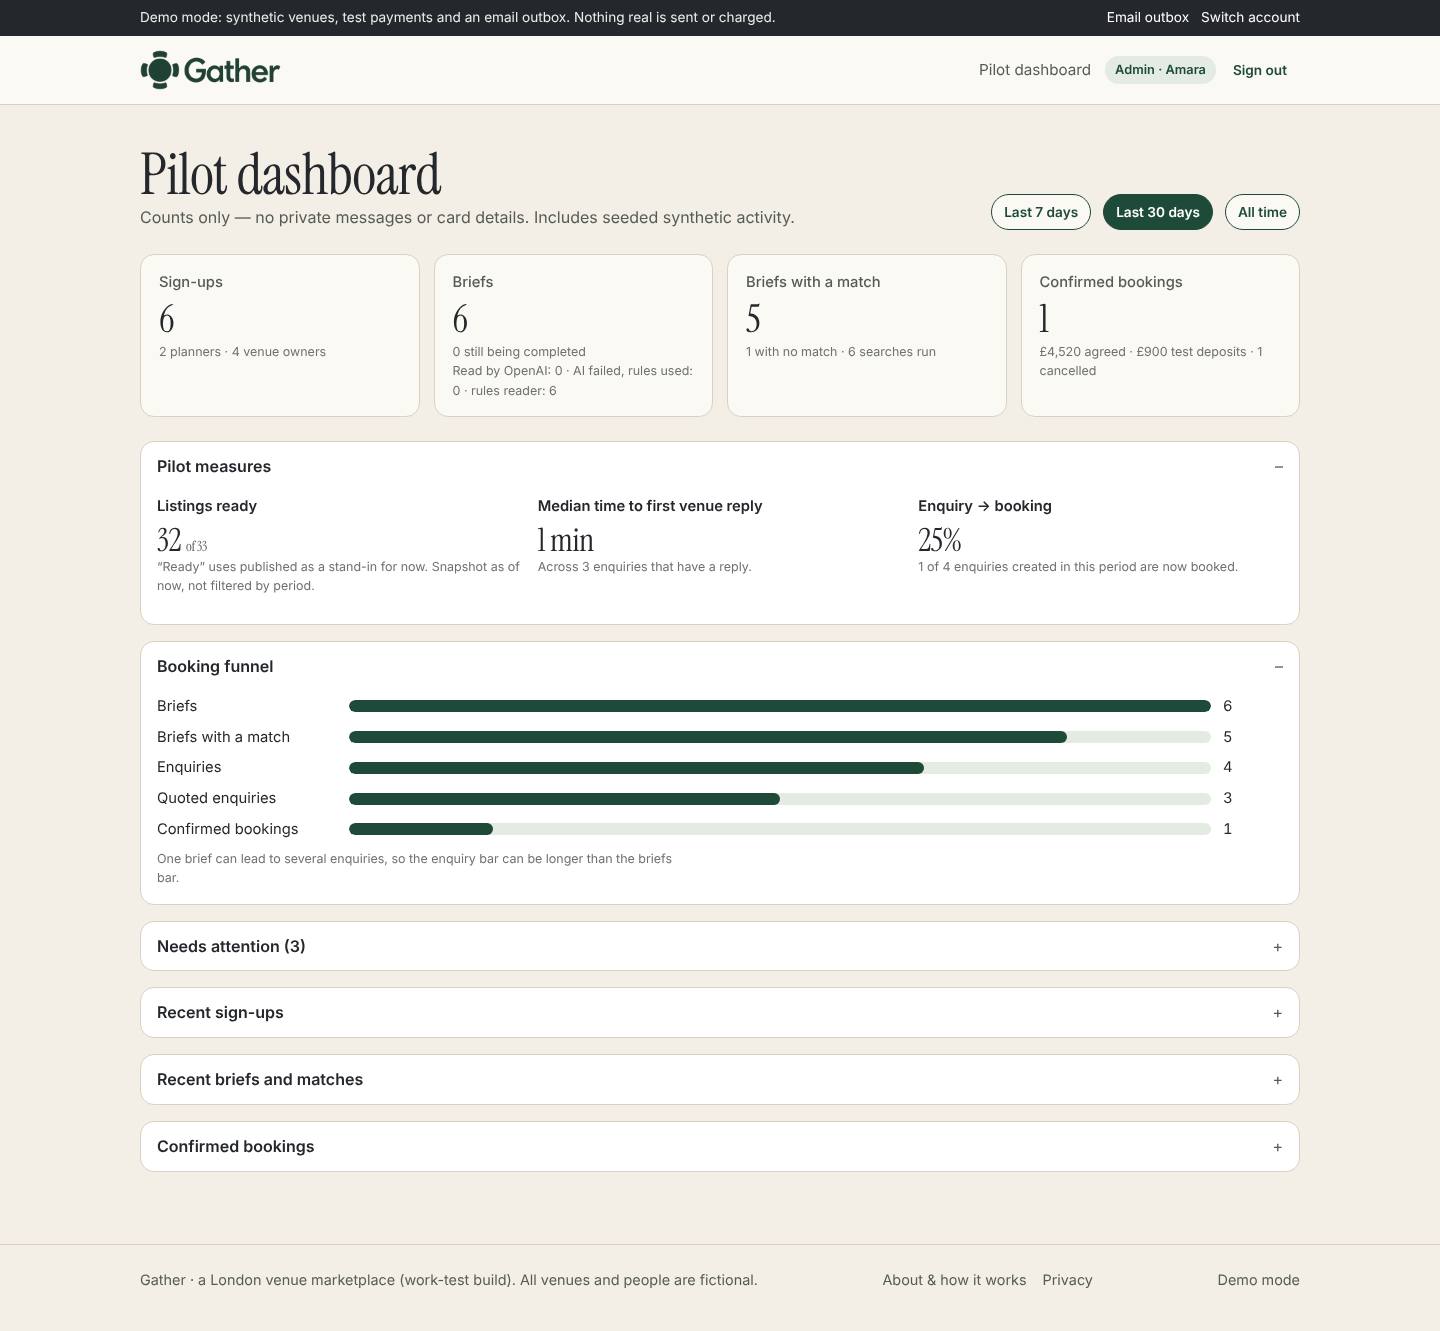 Demo mode: synthetic venues, test payments and an email outbox. Nothing real is sent or charged.
Email outbox Switch account
Gather
Pilot dashboard Admin · Amara Sign out
Pilot dashboard
Counts only — no private messages or card details. Includes seeded synthetic activity.
Last 7 days Last 30 days All time
Sign-ups
6
2 planners · 4 venue owners
Briefs
6
0 still being completed
Read by OpenAI: 0 · AI failed, rules used:
0 · rules reader: 6
Briefs with a match
5
1 with no match · 6 searches run
Confirmed bookings
1
£4,520 agreed · £900 test deposits · 1
cancelled
Pilot measures –
Listings ready
32 of 33
“Ready” uses published as a stand-in for now. Snapshot as of
now, not filtered by period.
Median time to first venue reply
1 min
Across 3 enquiries that have a reply.
Enquiry → booking
25%
1 of 4 enquiries created in this period are now booked.
Booking funnel –
Briefs 6
Briefs with a match 5
Enquiries 4
Quoted enquiries 3
Confirmed bookings 1
One brief can lead to several enquiries, so the enquiry bar can be longer than the briefs
bar.
Needs attention (3) +
Recent sign-ups +
Recent briefs and matches +
Confirmed bookings +
Gather · a London venue marketplace (work-test build). All venues and people are fictional.
About & how it works Privacy
Demo mode